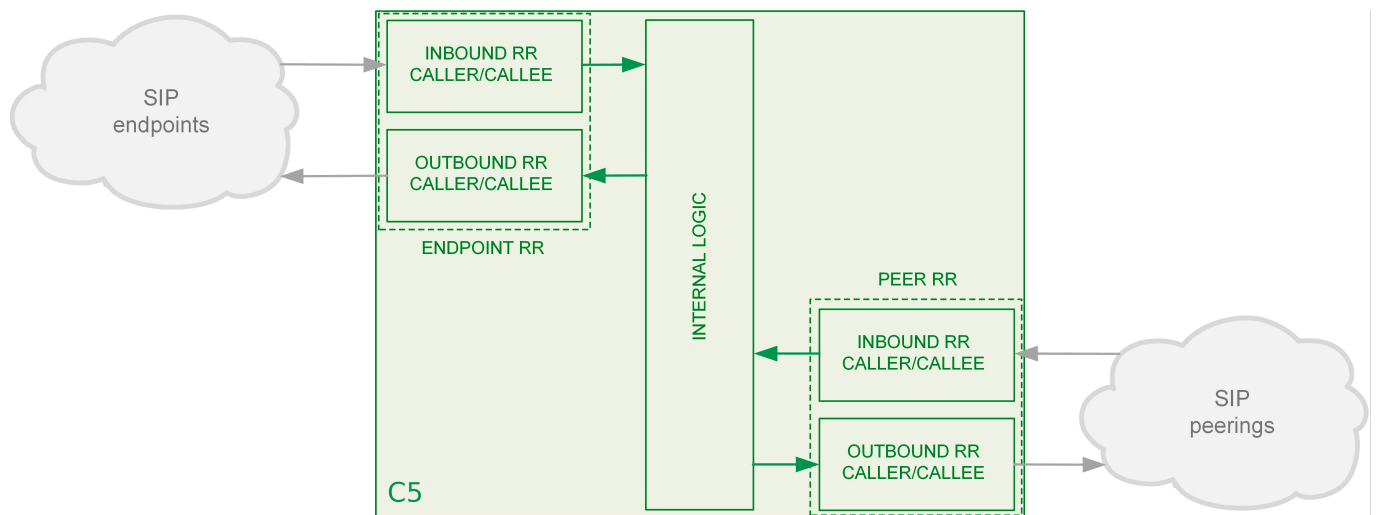 SIP
endpoints
INBOUND RR
CALLER/CALLEE
OUTBOUND RR
CALLER/CALLEE
ENDPOINT RR
INTERNAL LOGIC
PEER RR
INBOUND RR
CALLER/CALLEE
OUTBOUND RR
CALLER/CALLEE
SIP
peerings
C5